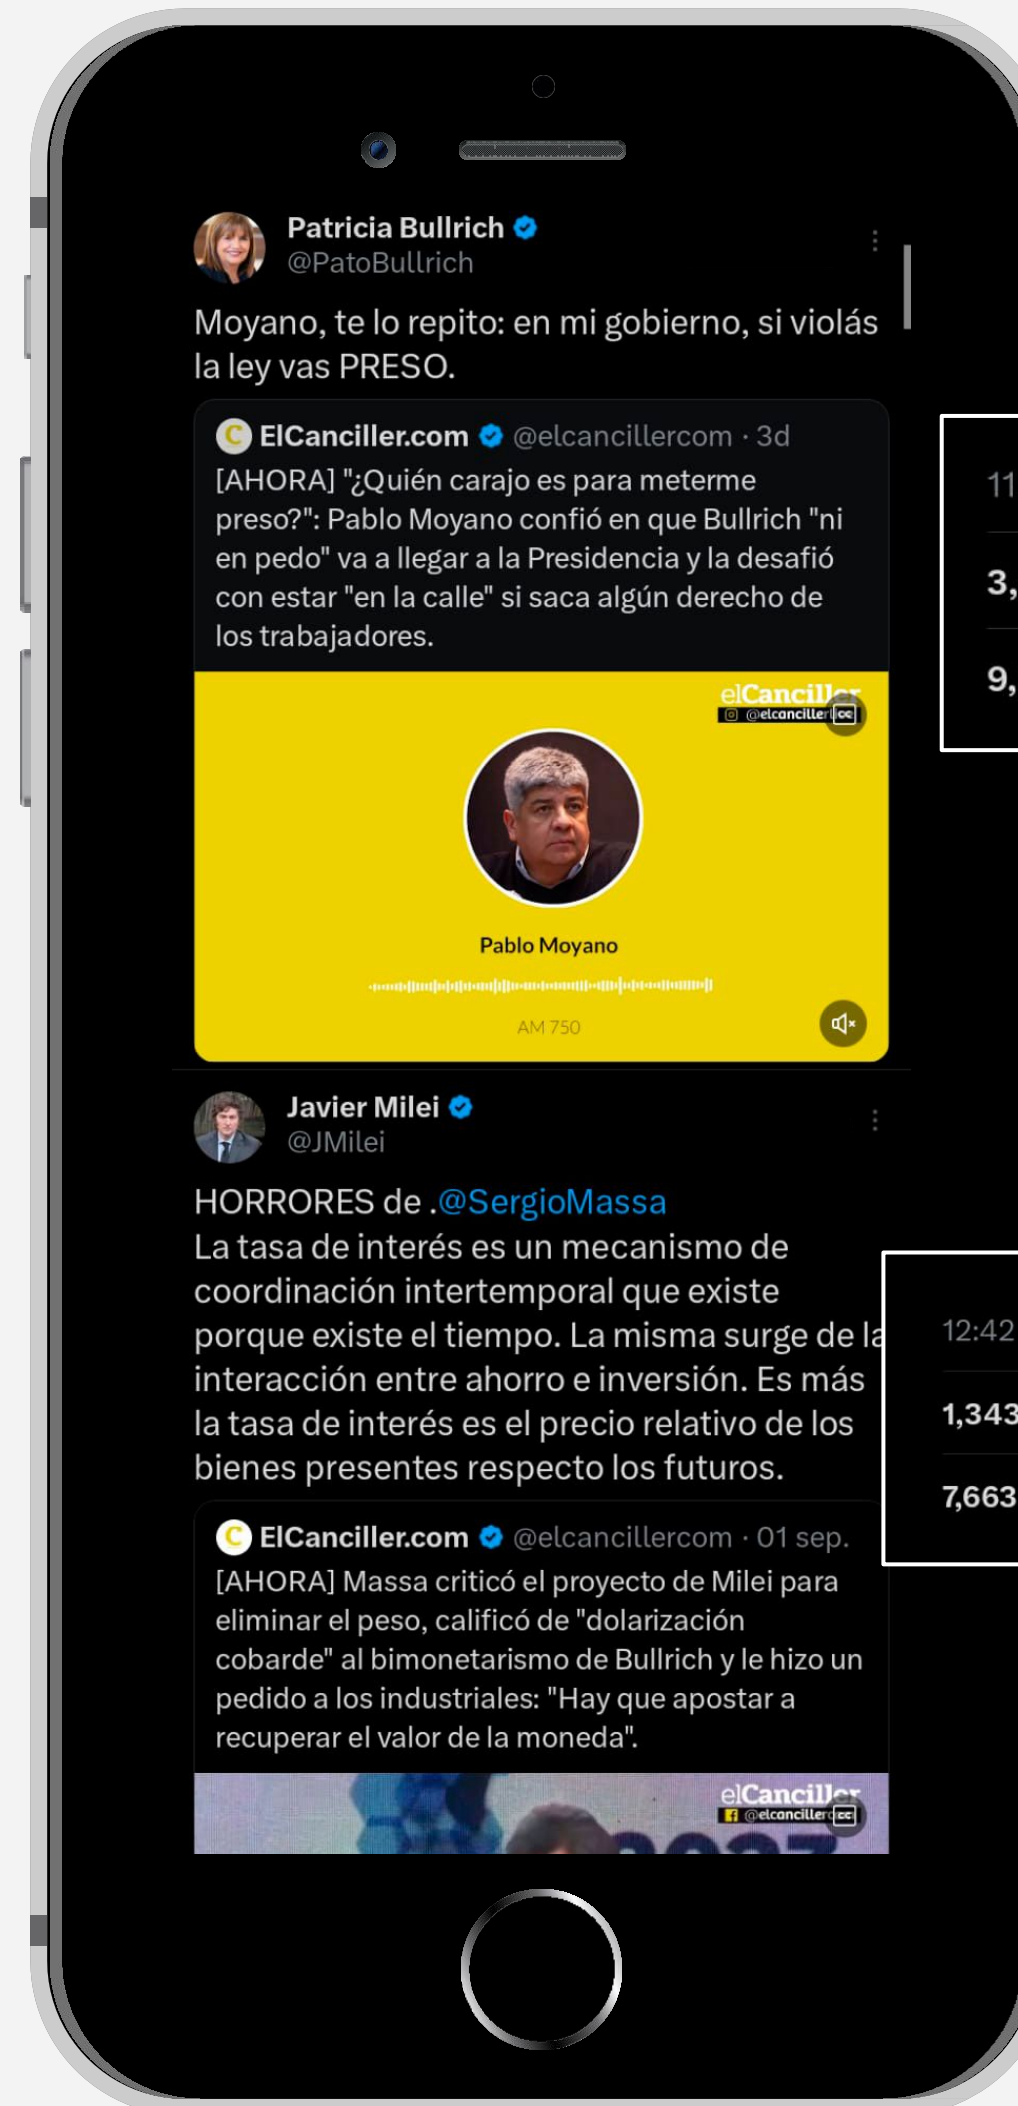 Patricia Bullrich
@PatoBullrich
Moyano, te lo repito: en mi gobierno, si violás
la ley vas PRESO.
C ElCanciller.com @elcancillercom · 3d
[AHORA] "¿Quién carajo es para meterme
preso?": Pablo Moyano confió en que Bullrich "ni
en pedo" va a llegar a la Presidencia y la desafió
con estar "en la calle" si saca algún derecho de
los trabajadores.
11
3,
9,
elCanciller
CC
Pablo Moyano
AM 750
Javier Milei
@JMilei
HORRORES de .@SergioMassa
La tasa de interés es un mecanismo de
coordinación intertemporal que existe
porque existe el tiempo. La misma surge de la
interacción entre ahorro e inversión. Es más
la tasa de interés es el precio relativo de los
bienes presentes respecto los futuros.
12:42
1,343
7,663
C ElCanciller.com @elcancillercom · 01 sep.
[AHORA] Massa criticó el proyecto de Milei para
eliminar el peso, calificó de "dolarización
cobarde" al bimonetarismo de Bullrich y le hizo un
pedido a los industriales: "Hay que apostar a
recuperar el valor de la moneda".
elCanciller
CC